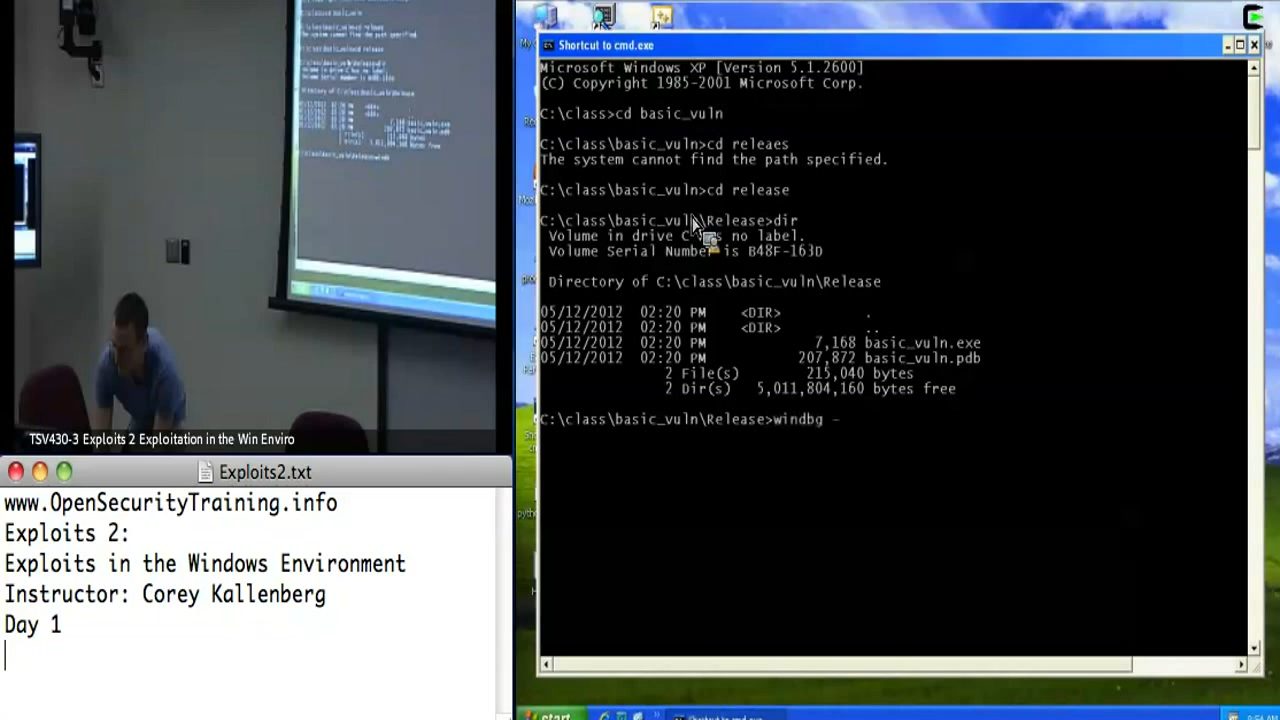 TSV430-3 Exploits 2 Exploitation in the Win Enviro
Exploits2.txt
www.OpenSecurityTraining.info
Exploits 2:
Exploits in the Windows Environment
Instructor: Corey Kallenberg
Day 1
Shortcut to cmd.exe
Microsoft Windows XP [Version 5.1.2600]
(C) Copyright 1985-2001 Microsoft Corp.
C:\class>cd basic_vuln
C:\class\basic_vuln>cd releaes
The system cannot find the path specified.
C:\class\basic_vuln>cd release
C:\class\basic_vuln\Release>dir
Volume in drive C no label.
Volume Serial Number is B48F-163D
Directory of C:\class\basic_vuln\Release
05/12/2012 02:20 PM <DIR> .
05/12/2012 02:20 PM <DIR> ..
05/12/2012 02:20 PM 7,168 basic_vuln.exe
05/12/2012 02:20 PM 207,872 basic_vuln.pdb
2 File(s) 215,040 bytes
2 Dir(s) 5,011,804,160 bytes free
C:\class\basic_vuln\Release>windbg -
start
Shortcut to cmd.exe